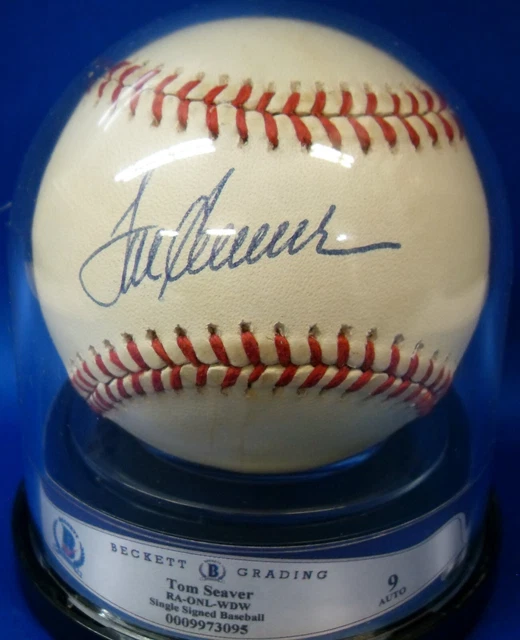 Tom Seaver
BECKETT B GRADING
B
Tom Seaver
RA-ONL-WDW
Single Signed Baseball
0009973095
9
AUTO